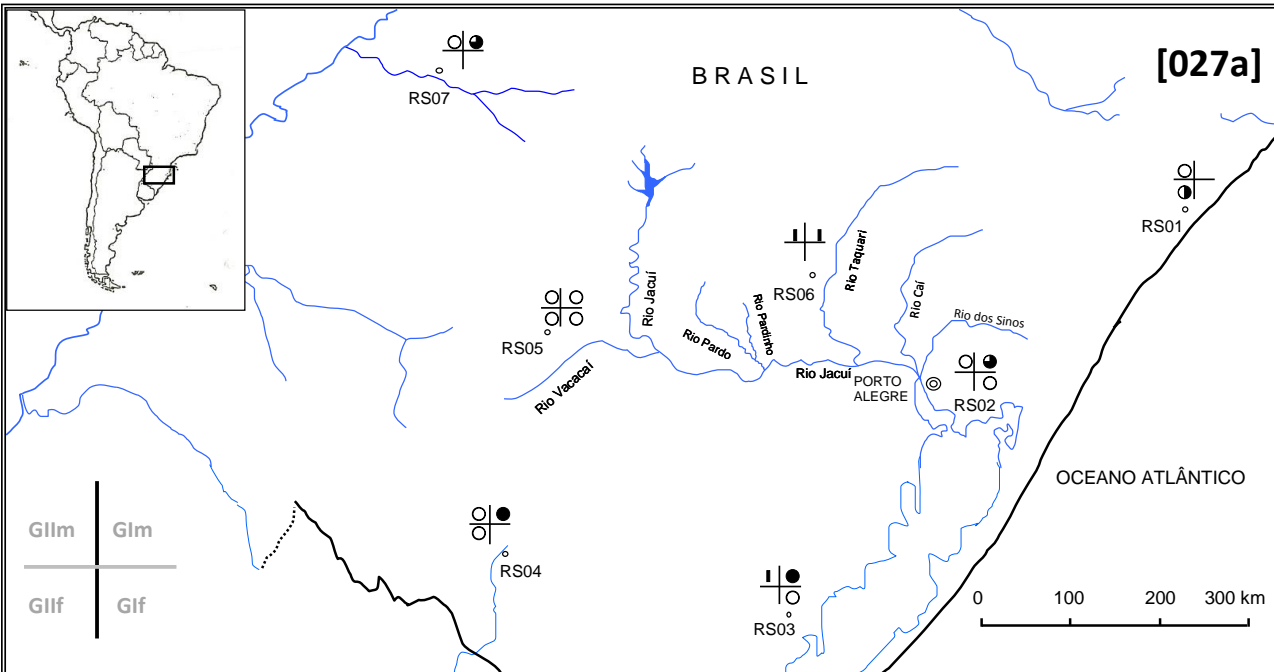 [027a]
BRASIL
RS07
RS01
Rio Taquari
RS06
Rio Jacuí
Rio Caí
Rio Pardinho
Rio dos Sinos
RS05
Rio Pardo
Rio Jacuí
PORTO
ALEGRE
RS02
Rio Vacacaí
OCEANO ATLÂNTICO
GIIm
GIm
RS04
GIIf
GIf
RS03
0 100 200 300 km